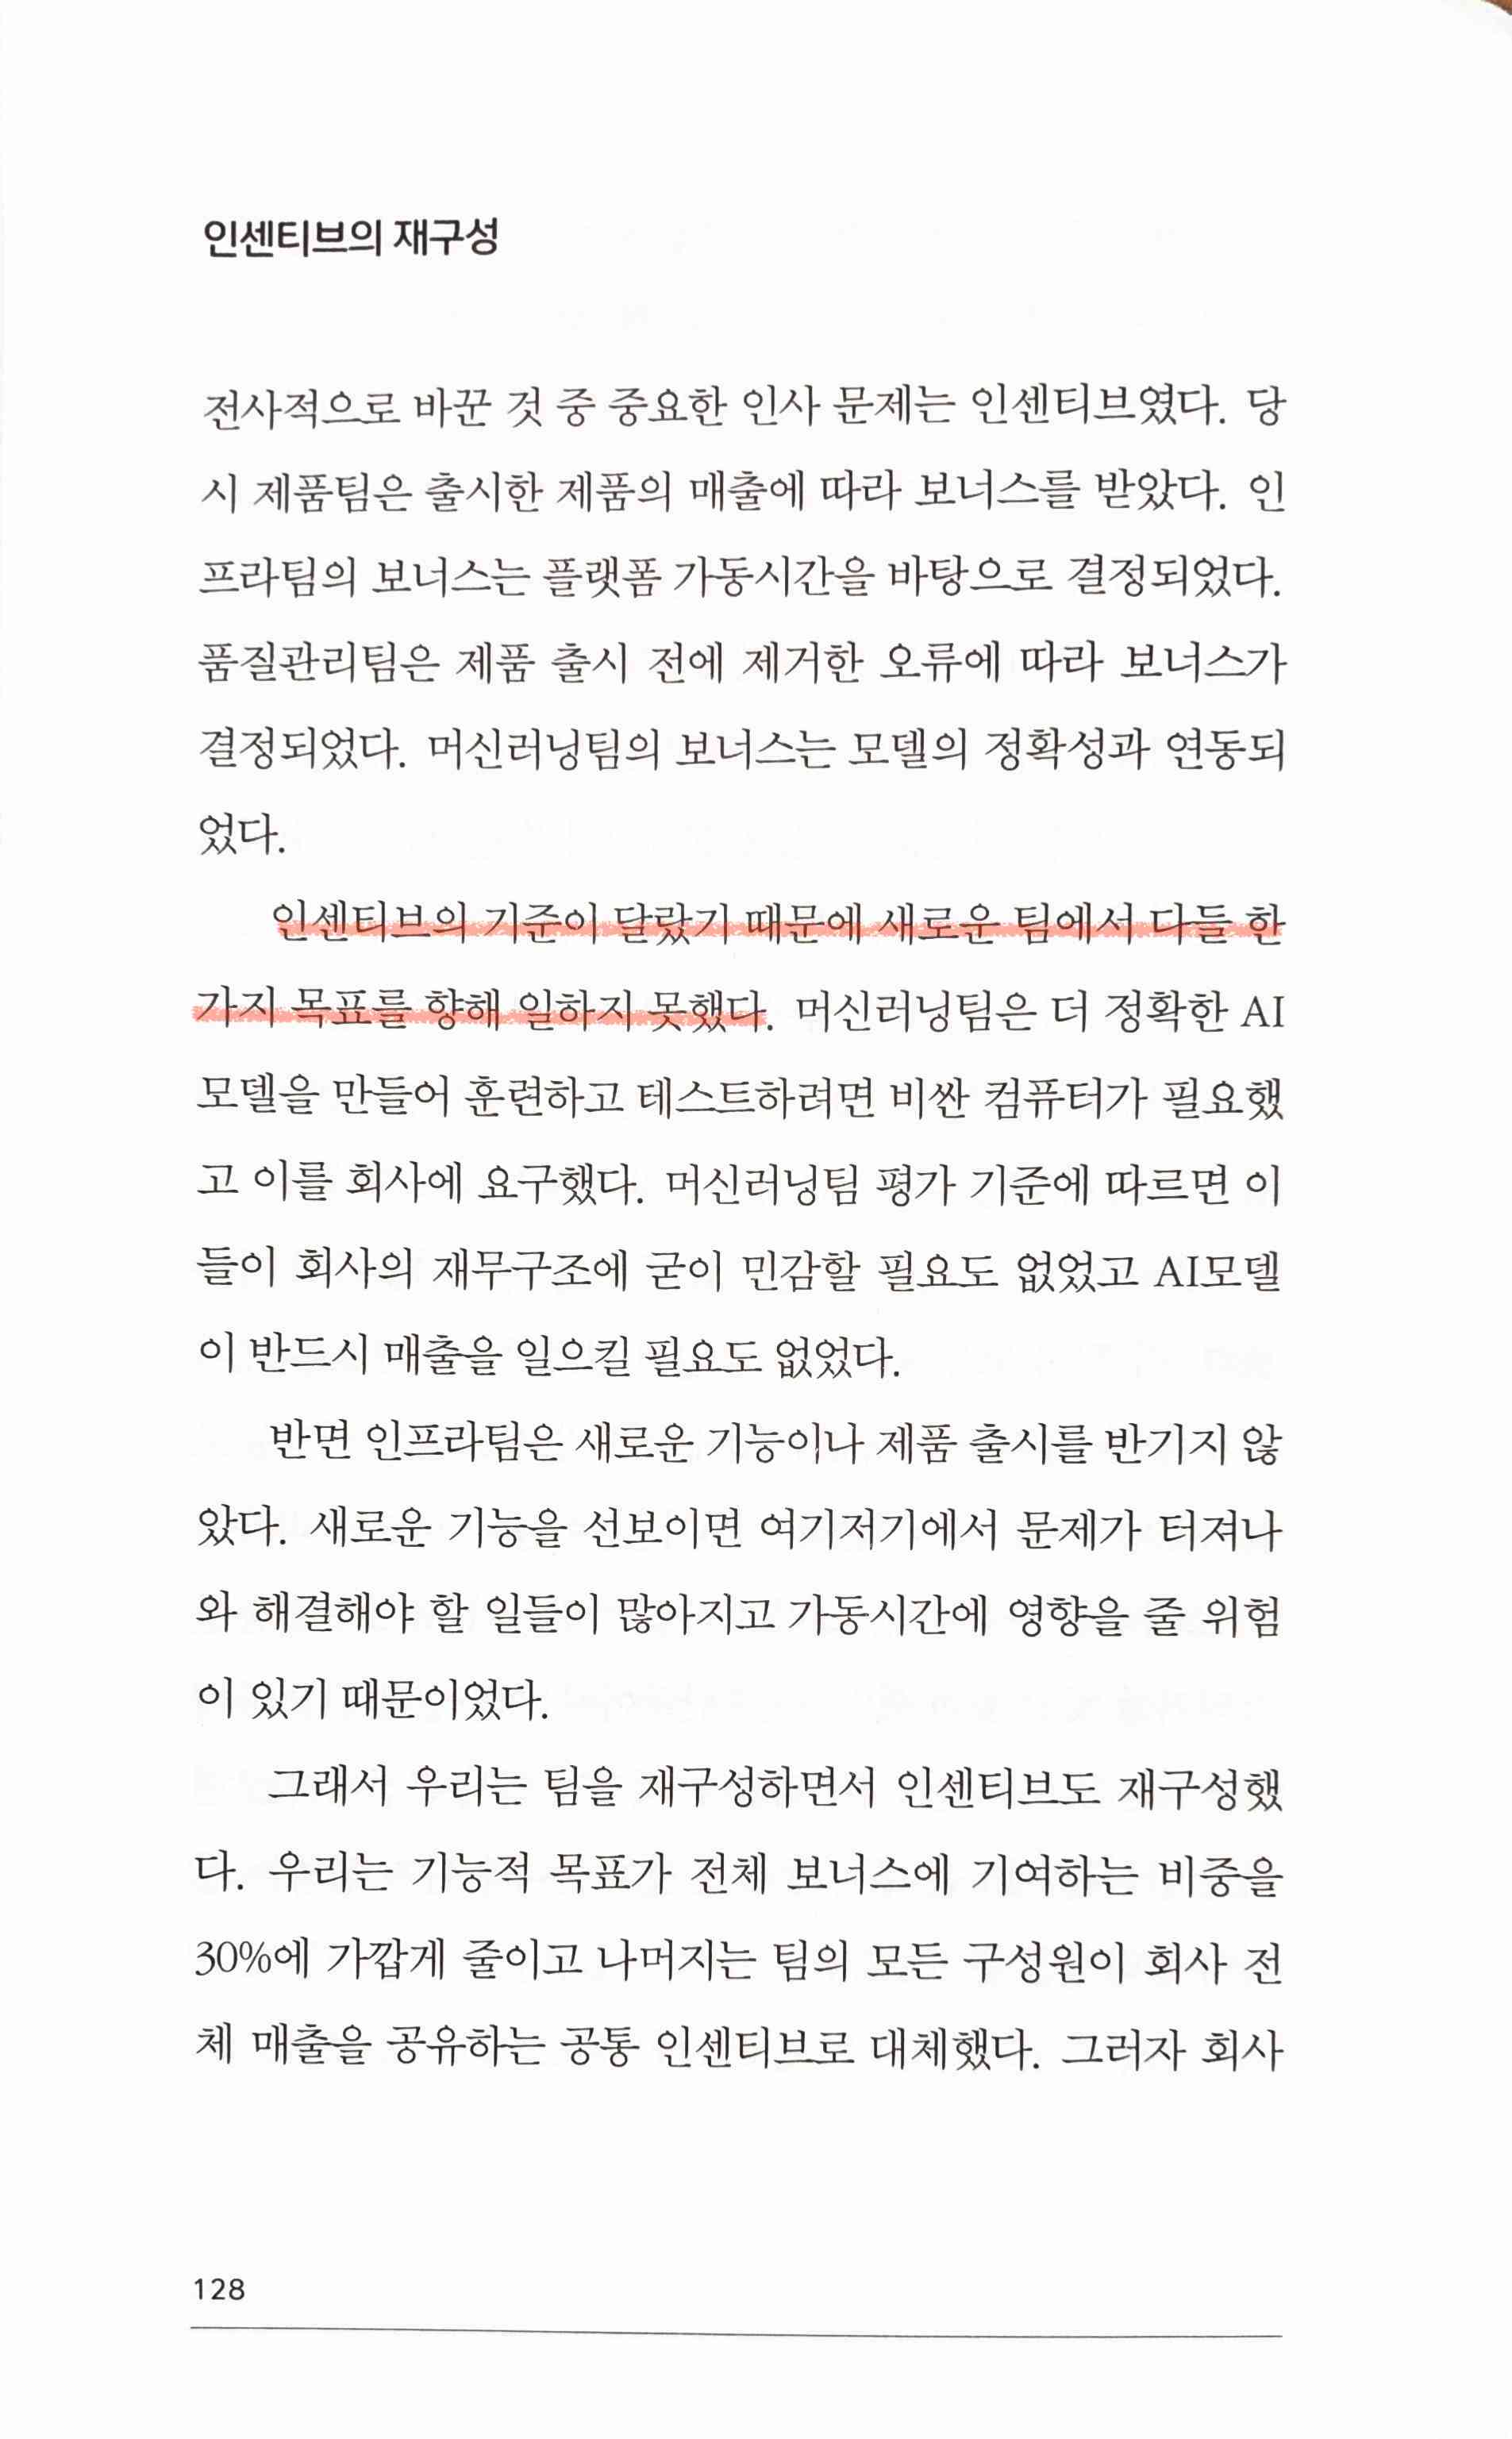 인센티브의 재구성
전사적으로 바꾼 것 중 중요한 인사 문제는 인센티브였다. 당
시 제품팀은 출시한 제품의 매출에 따라 보너스를 받았다. 인
프라팀의 보너스는 플랫폼 가동시간을 바탕으로 결정되었다.
품질관리팀은 제품 출시 전에 제거한 오류에 따라 보너스가
결정되었다. 머신러닝팀의 보너스는 모델의 정확성과 연동되
었다.
인센티브의 기준이 달랐기 때문에 새로운 팀에서 다들 한
가지 목표를 향해 일하지 못했다. 머신러닝팀은 더 정확한 AI
모델을 만들어 훈련하고 테스트하려면 비싼 컴퓨터가 필요했
고 이를 회사에 요구했다. 머신러닝팀 평가 기준에 따르면 이
들이 회사의 재무구조에 굳이 민감할 필요도 없었고 AI모델
이 반드시 매출을 일으킬 필요도 없었다.
반면 인프라팀은 새로운 기능이나 제품 출시를 반기지 않
았다. 새로운 기능을 선보이면 여기저기에서 문제가 터져나
와 해결해야 할 일들이 많아지고 가동시간에 영향을 줄 위험
이 있기 때문이었다.
그래서 우리는 팀을 재구성하면서 인센티브도 재구성했
다. 우리는 기능적 목표가 전체 보너스에 기여하는 비중을
30%에 가깝게 줄이고 나머지는 팀의 모든 구성원이 회사 전
체 매출을 공유하는 공통 인센티브로 대체했다. 그러자 회사
128